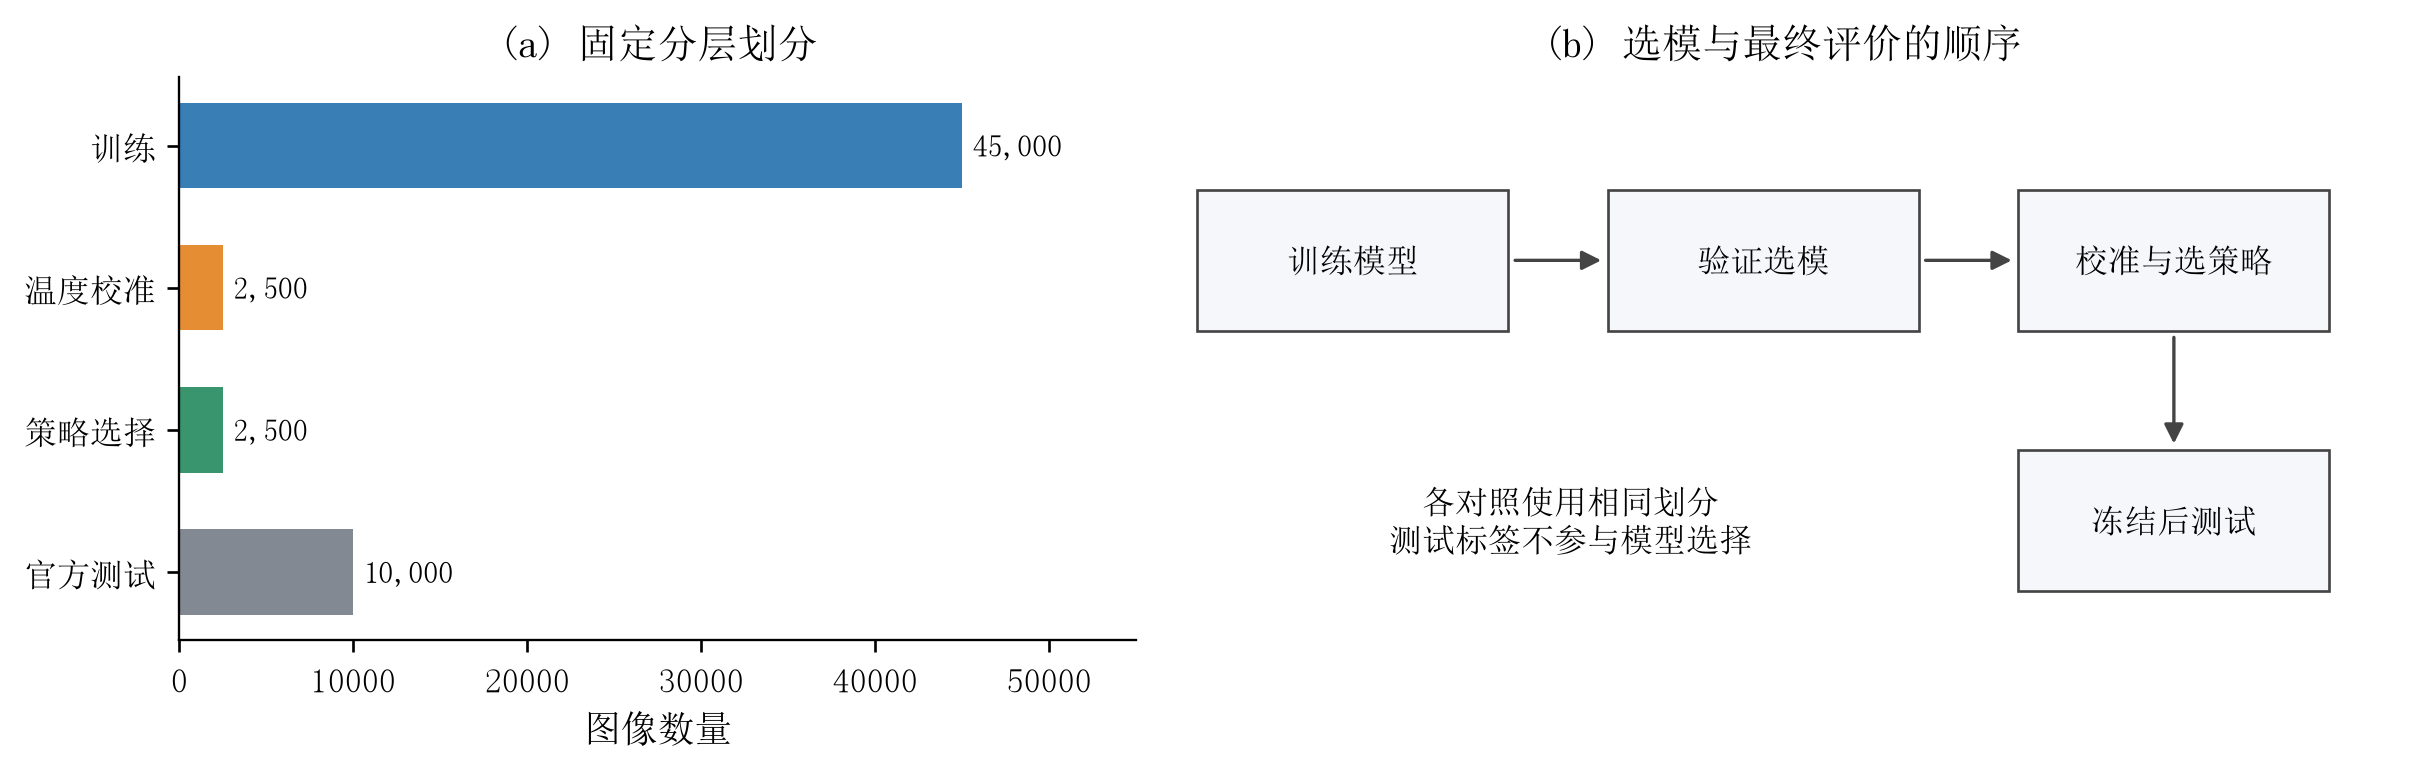 (a) 固定分层划分
训练
45,000
温度校准
2,500
策略选择
2,500
官方测试
10,000
0 10000 20000 30000 40000 50000
图像数量
(b) 选模与最终评价的顺序
训练模型
验证选模
校准与选策略
冻结后测试
各对照使用相同划分
测试标签不参与模型选择